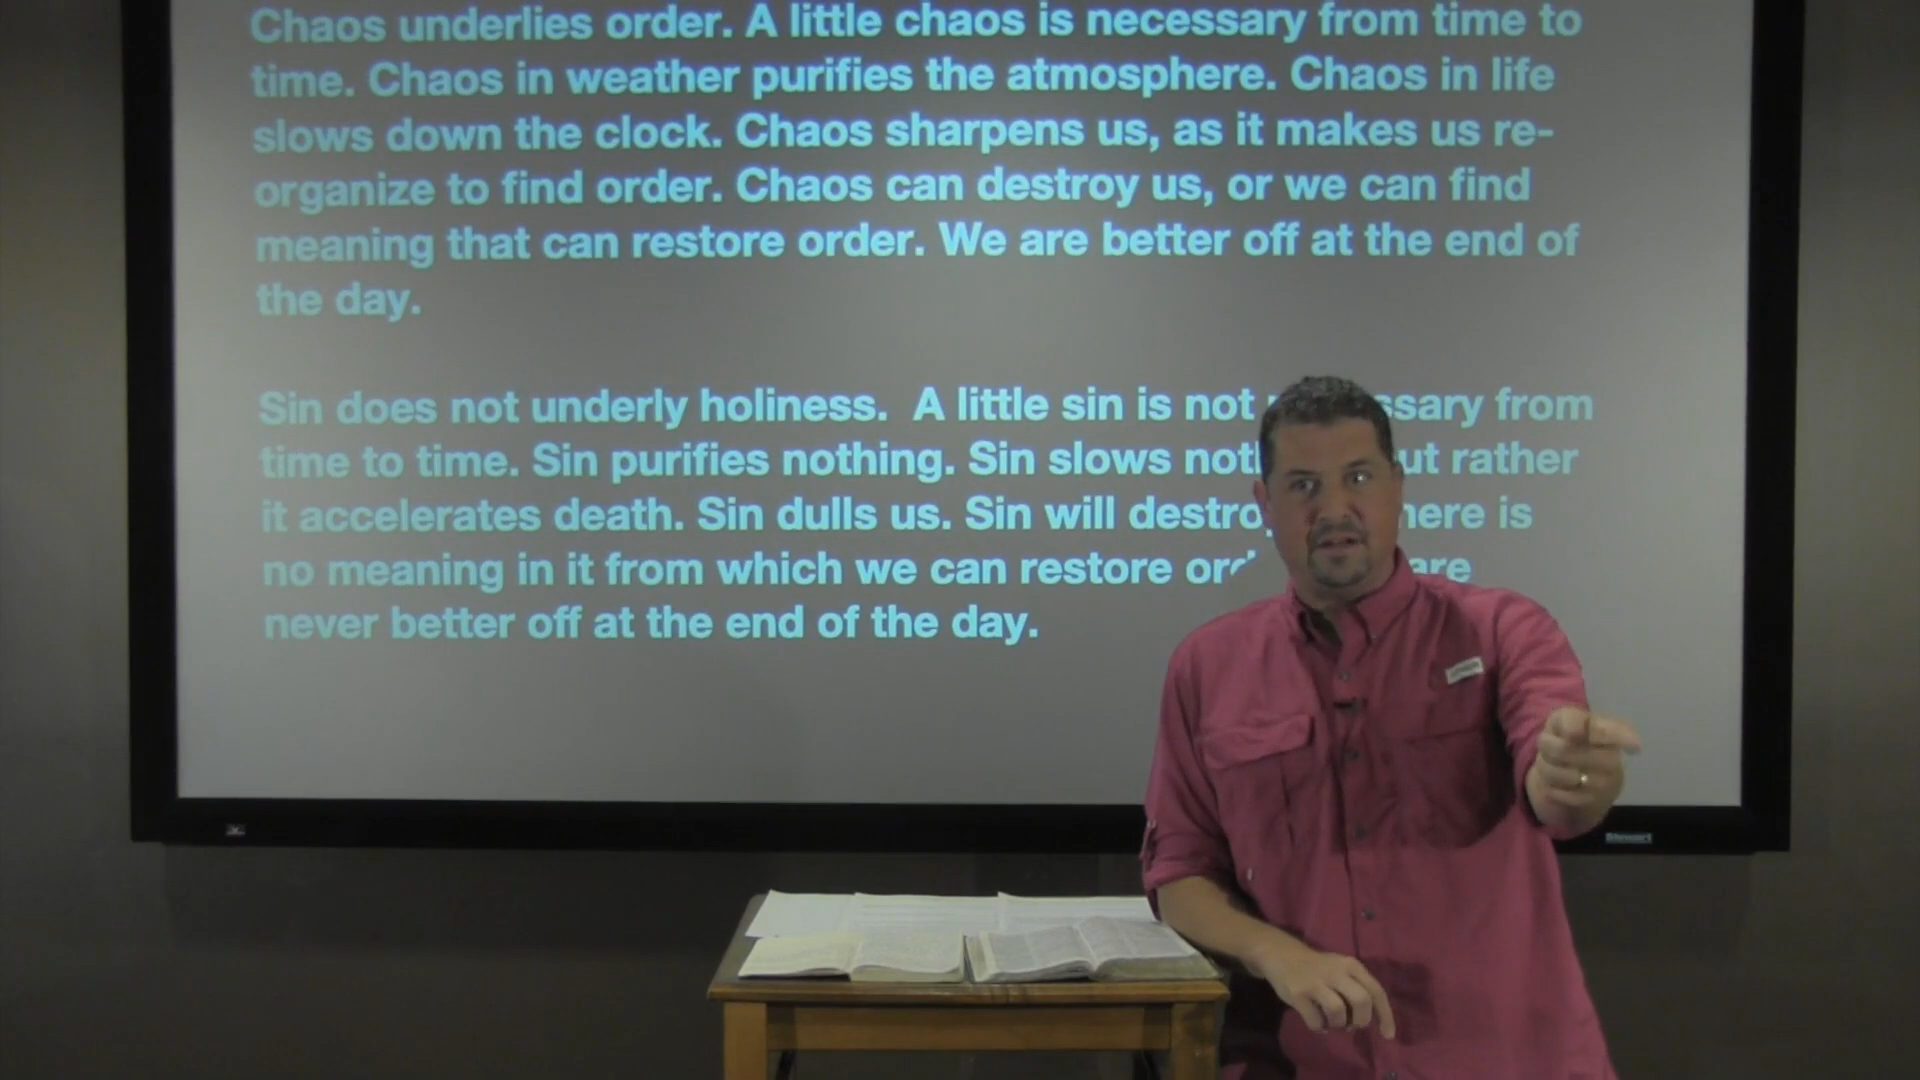 Chaos underlies order. A little chaos is necessary from time to
time. Chaos in weather purifies the atmosphere. Chaos in life
slows down the clock. Chaos sharpens us, as it makes us re-
organize to find order. Chaos can destroy us, or we can find
meaning that can restore order. We are better off at the end of
the day.
Sin does not underly holiness. A little sin is not from
time to time. Sin purifies nothing. Sin slows rather
it accelerates death. Sin dulls us. Sin will is
no meaning in it from which we can restore are
never better off at the end of the day.
Stewart